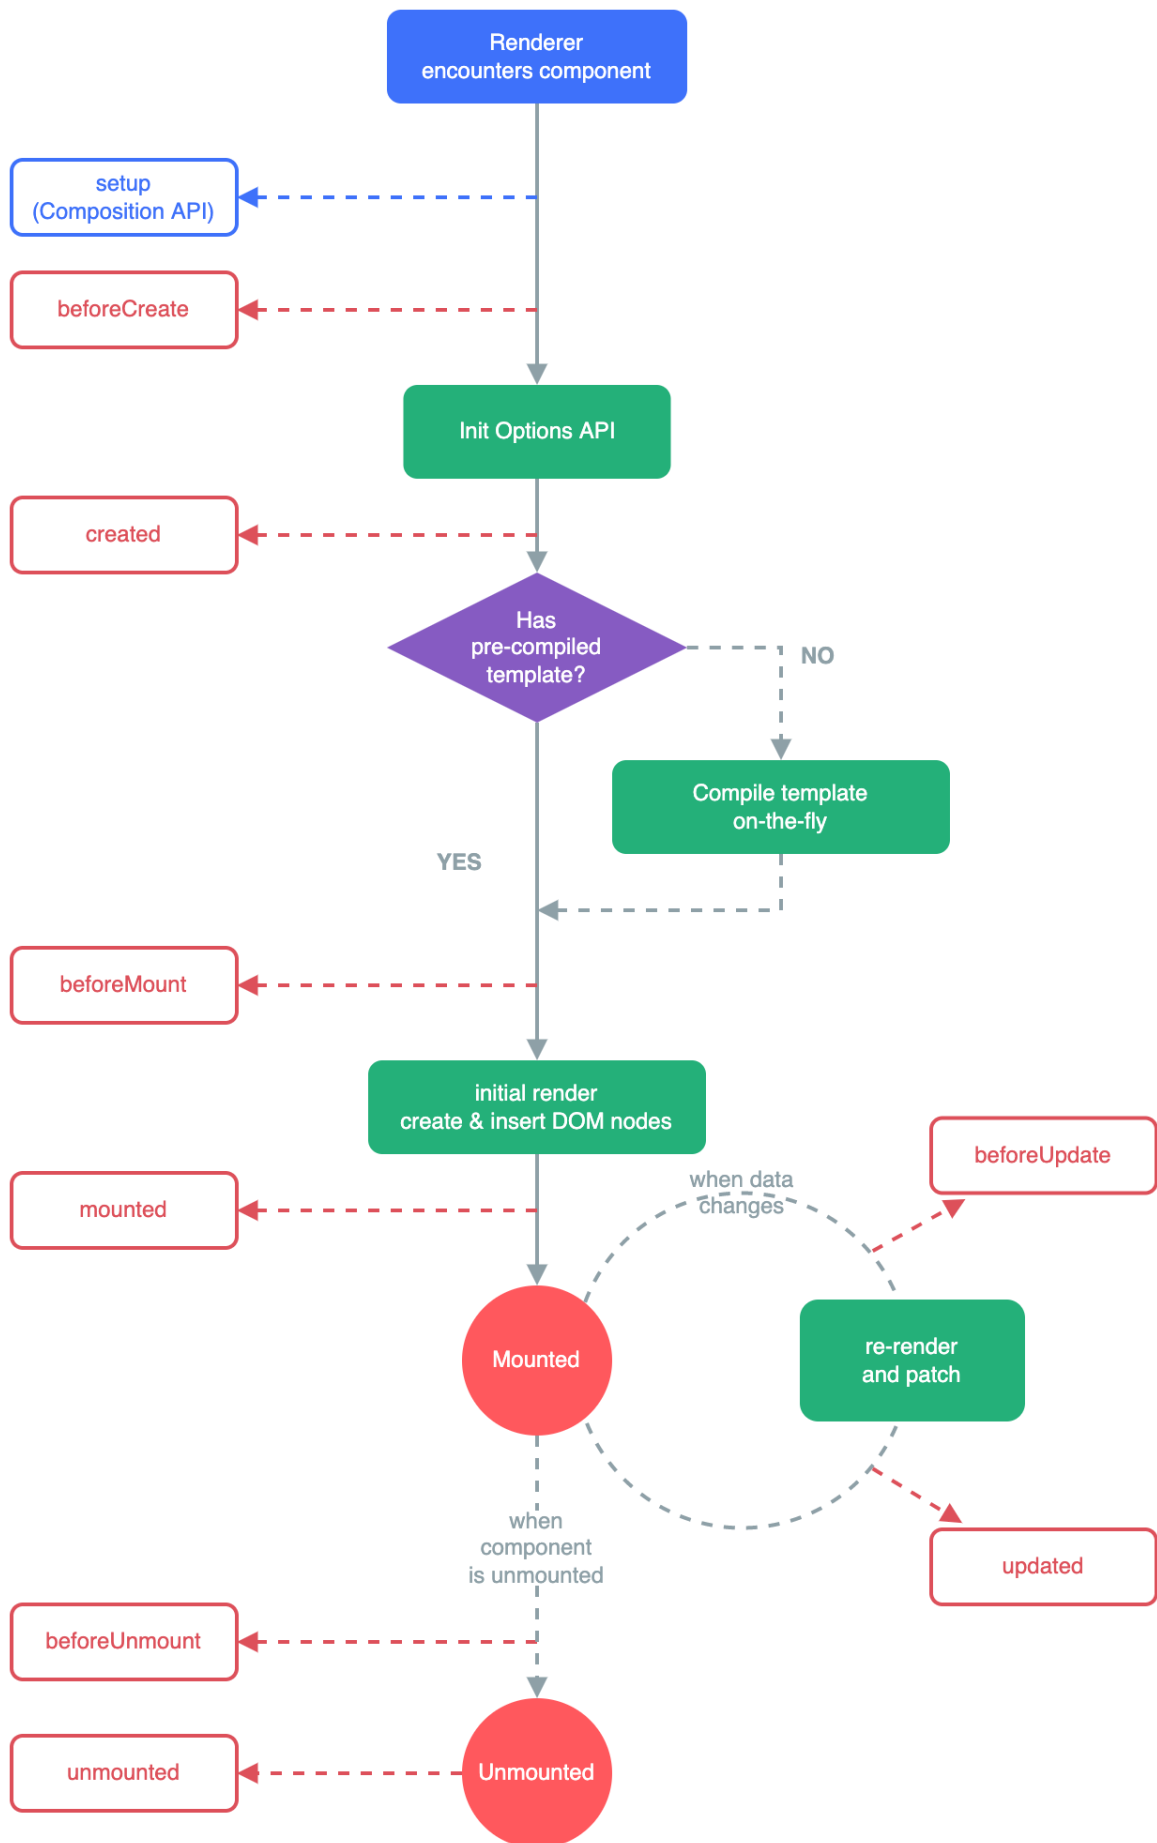 Renderer
encounters component
setup
(Composition API)
beforeCreate
Init Options API
created
Has
pre-compiled
template?
NO
Compile template
on-the-fly
YES
beforeMount
initial render
create & insert DOM nodes
beforeUpdate
mounted
when data
changes
Mounted
re-render
and patch
when
component
is unmounted
updated
beforeUnmount
unmounted
Unmounted